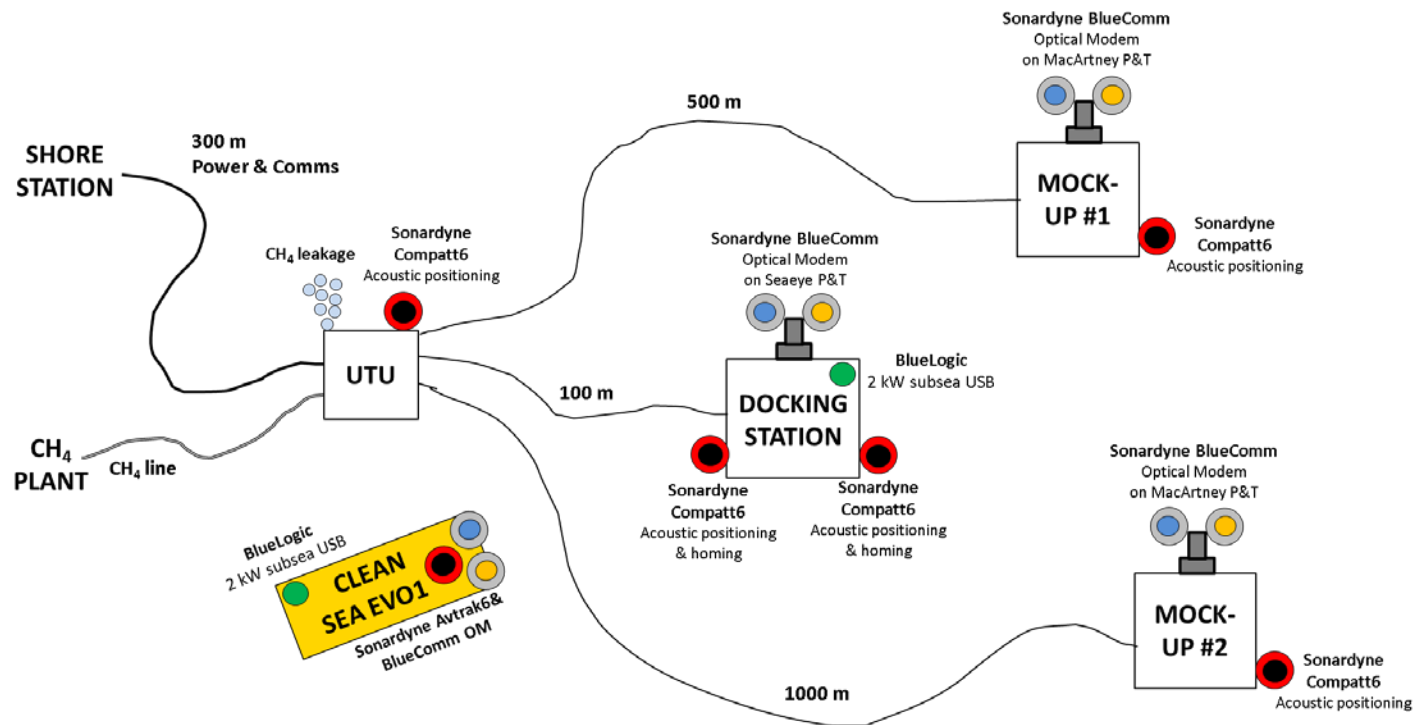 Sonardyne BlueComm
Optical Modem
on MacArtney P&T
500 m
300 m
Power & Comms
SHORE
STATION
MOCK-
UP #1
Sonardyne
Compatt6
Acoustic positioning
CH₄ leakage
Sonardyne
Compatt6
Acoustic positioning
Sonardyne BlueComm
Optical Modem
on Seaeye P&T
UTU
BlueLogic
2 kW subsea USB
100 m
DOCKING
STATION
CH₄
PLANT
CH₄ line
Sonardyne
Compatt6
Acoustic positioning
& homing
Sonardyne
Compatt6
Acoustic positioning
& homing
Sonardyne BlueComm
Optical Modem
on MacArtney P&T
BlueLogic
2 kW subsea USB
CLEAN
SEA EVO1
Sonardyne Avtrak6&
BlueComm OM
MOCK-
UP #2
Sonardyne
Compatt6
Acoustic positioning
1000 m